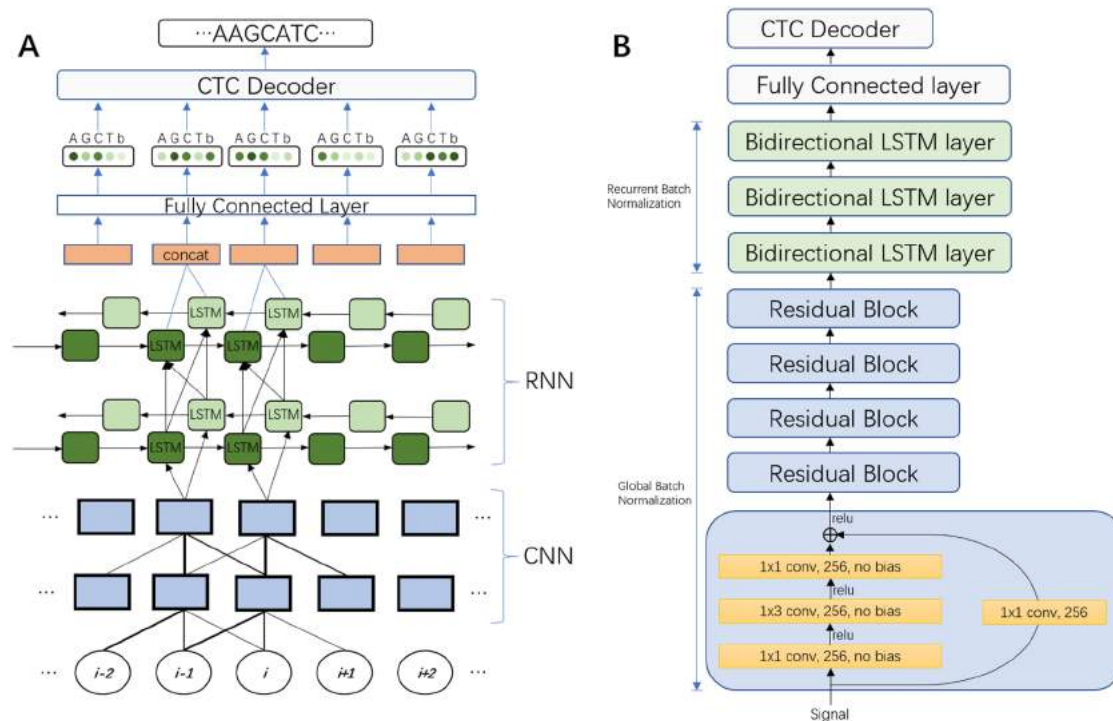 A
⋯AAGCATC⋯
CTC Decoder
A G C T b A G C T b A G C T b A G C T b A G C T b
Fully Connected Layer
concat
LSTM LSTM
LSTM LSTM
RNN
LSTM LSTM
LSTM LSTM
⋯ ⋯
CNN
⋯ ⋯
⋯ i-2 i-1 i i+1 i+2 ⋯
B
CTC Decoder
Fully Connected layer
Bidirectional LSTM layer
Recurrent Batch
Normalization
Bidirectional LSTM layer
Bidirectional LSTM layer
Residual Block
Residual Block
Residual Block
Residual Block
Global Batch
Normalization
relu
1x1 conv, 256, no bias
relu
1x3 conv, 256, no bias
1x1 conv, 256
relu
1x1 conv, 256, no bias
Signal